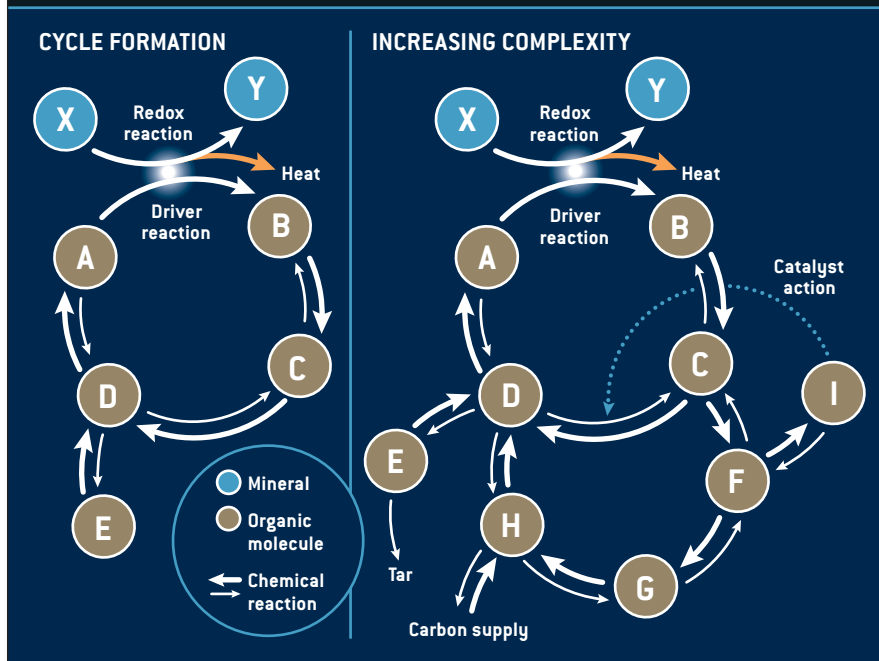 CYCLE FORMATION
X
Y
Redox
reaction
Heat
Driver
reaction
A
B
C
D
E
Mineral
Organic
molecule
Chemical
reaction
INCREASING COMPLEXITY
X
Y
Redox
reaction
Heat
Driver
reaction
A
B
Catalyst
action
C
D
I
E
F
H
G
Tar
Carbon supply